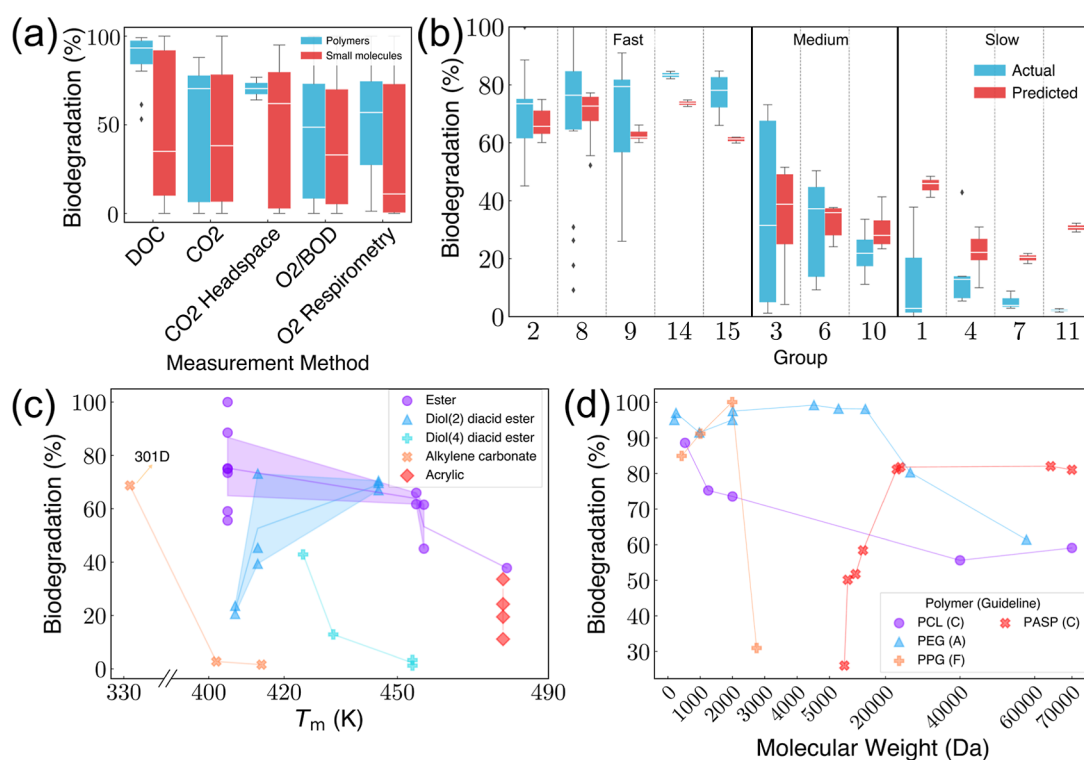 (a)
Biodegradation (%)
100
50
0
Polymers
Small molecules
DOC
CO2
CO2 Headspace
O2/BOD
O2 Respirometry
Measurement Method
(b)
Biodegradation (%)
100
80
60
40
20
0
Fast
Medium
Slow
Actual
Predicted
2 8 9 14 15 3 6 10 1 4 7 11
Group
(c)
Biodegradation (%)
100
80
60
40
20
0
301D
Ester
Diol(2) diacid ester
Diol(4) diacid ester
Alkylene carbonate
Acrylic
330 400 420 450 490
Tm (K)
(d)
Biodegradation (%)
100
90
80
70
60
50
40
30
Polymer (Guideline)
PCL (C) PASP (C)
PEG (A)
PPG (F)
0 1000 2000 3000 4000 5000 20000 40000 60000 70000
Molecular Weight (Da)